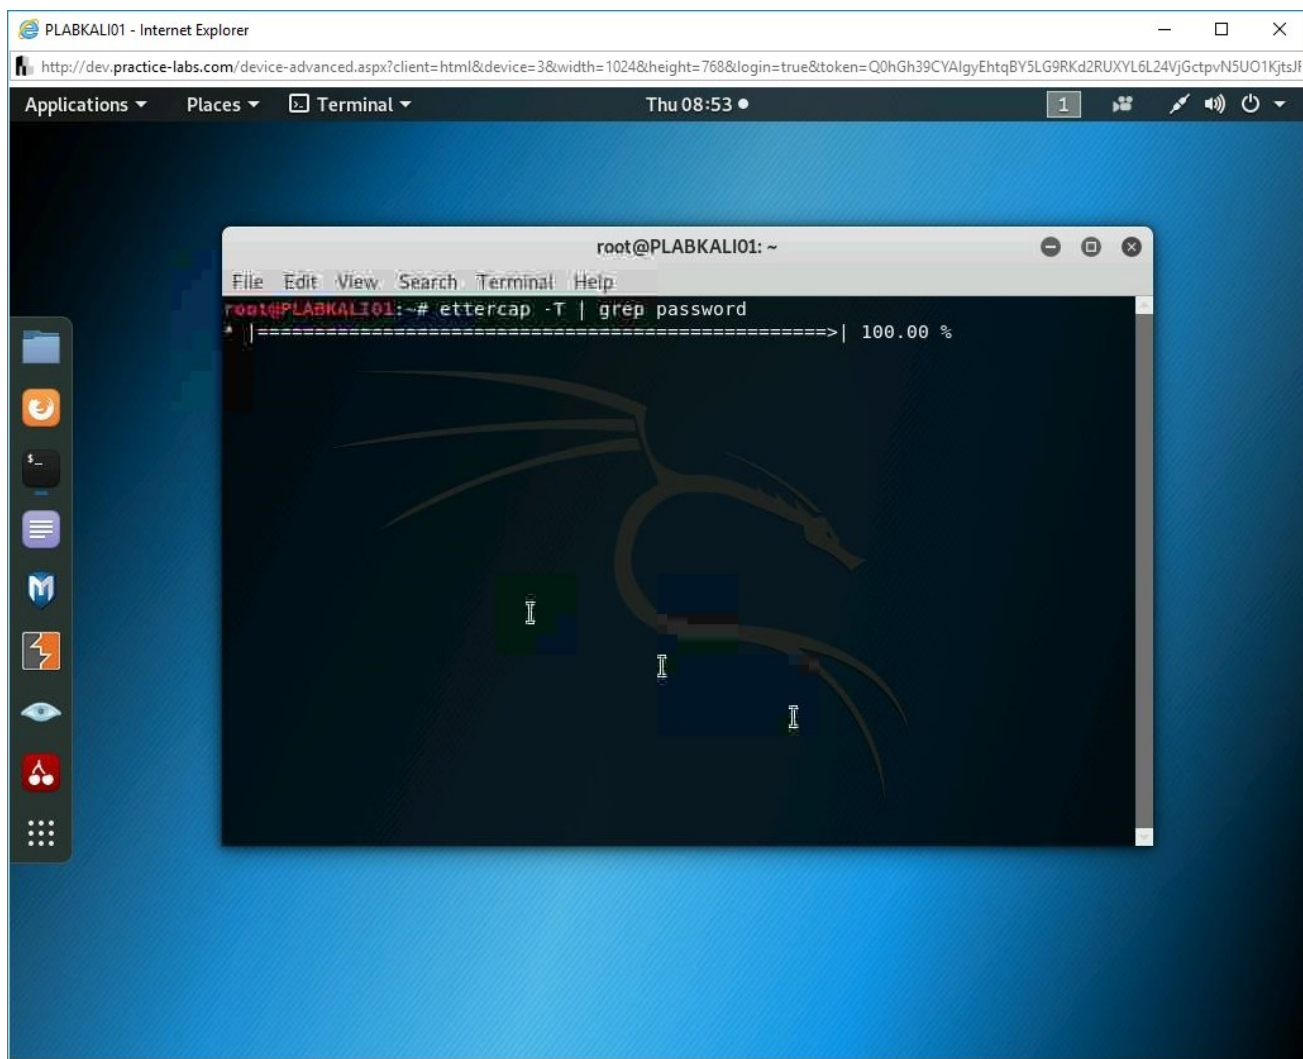 PLABKALI01 - Internet Explorer
http://dev.practice-labs.com/device-advanced.aspx?client=html&device=3&width=1024&height=768&login=true&token=Q0hGh39CYAIgyEhtqBY5LG9RKd2RUXYL6L24VjGctpvN5UO1KjtsJF
Applications Places Terminal Thu 08:53 1
root@PLABKALI01: ~
File Edit View Search Terminal Help
root@PLABKALI01:~# ettercap -T | grep password
* |==================================================>| 100.00 %
$_